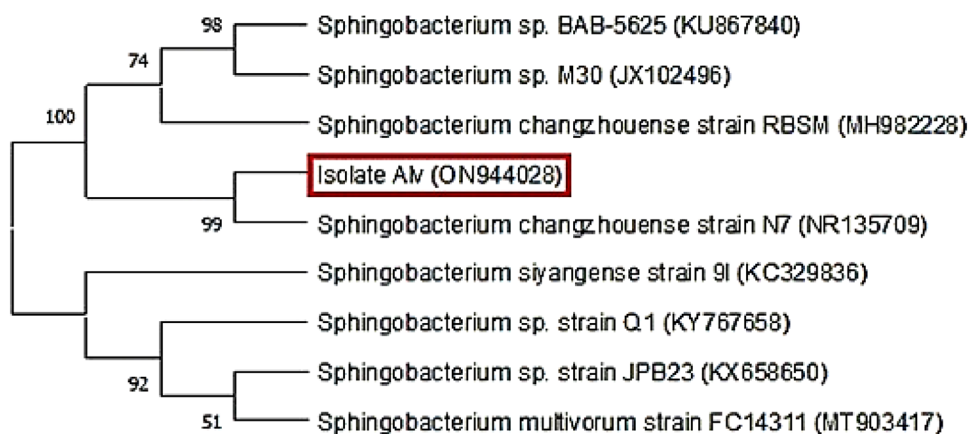 98
Sphingobacterium sp. BAB-5625 (KU867840)
74
Sphingobacterium sp. M30 (JX102496)
100
Sphingobacterium changzhouense strain RBSM (MH982228)
Isolate Alv (ON944028)
99
Sphingobacterium changzhouense strain N7 (NR135709)
Sphingobacterium siyangense strain 9I (KC329836)
Sphingobacterium sp. strain Q1 (KY767658)
92
Sphingobacterium sp. strain JPB23 (KX658650)
51
Sphingobacterium multivorum strain FC14311 (MT903417)